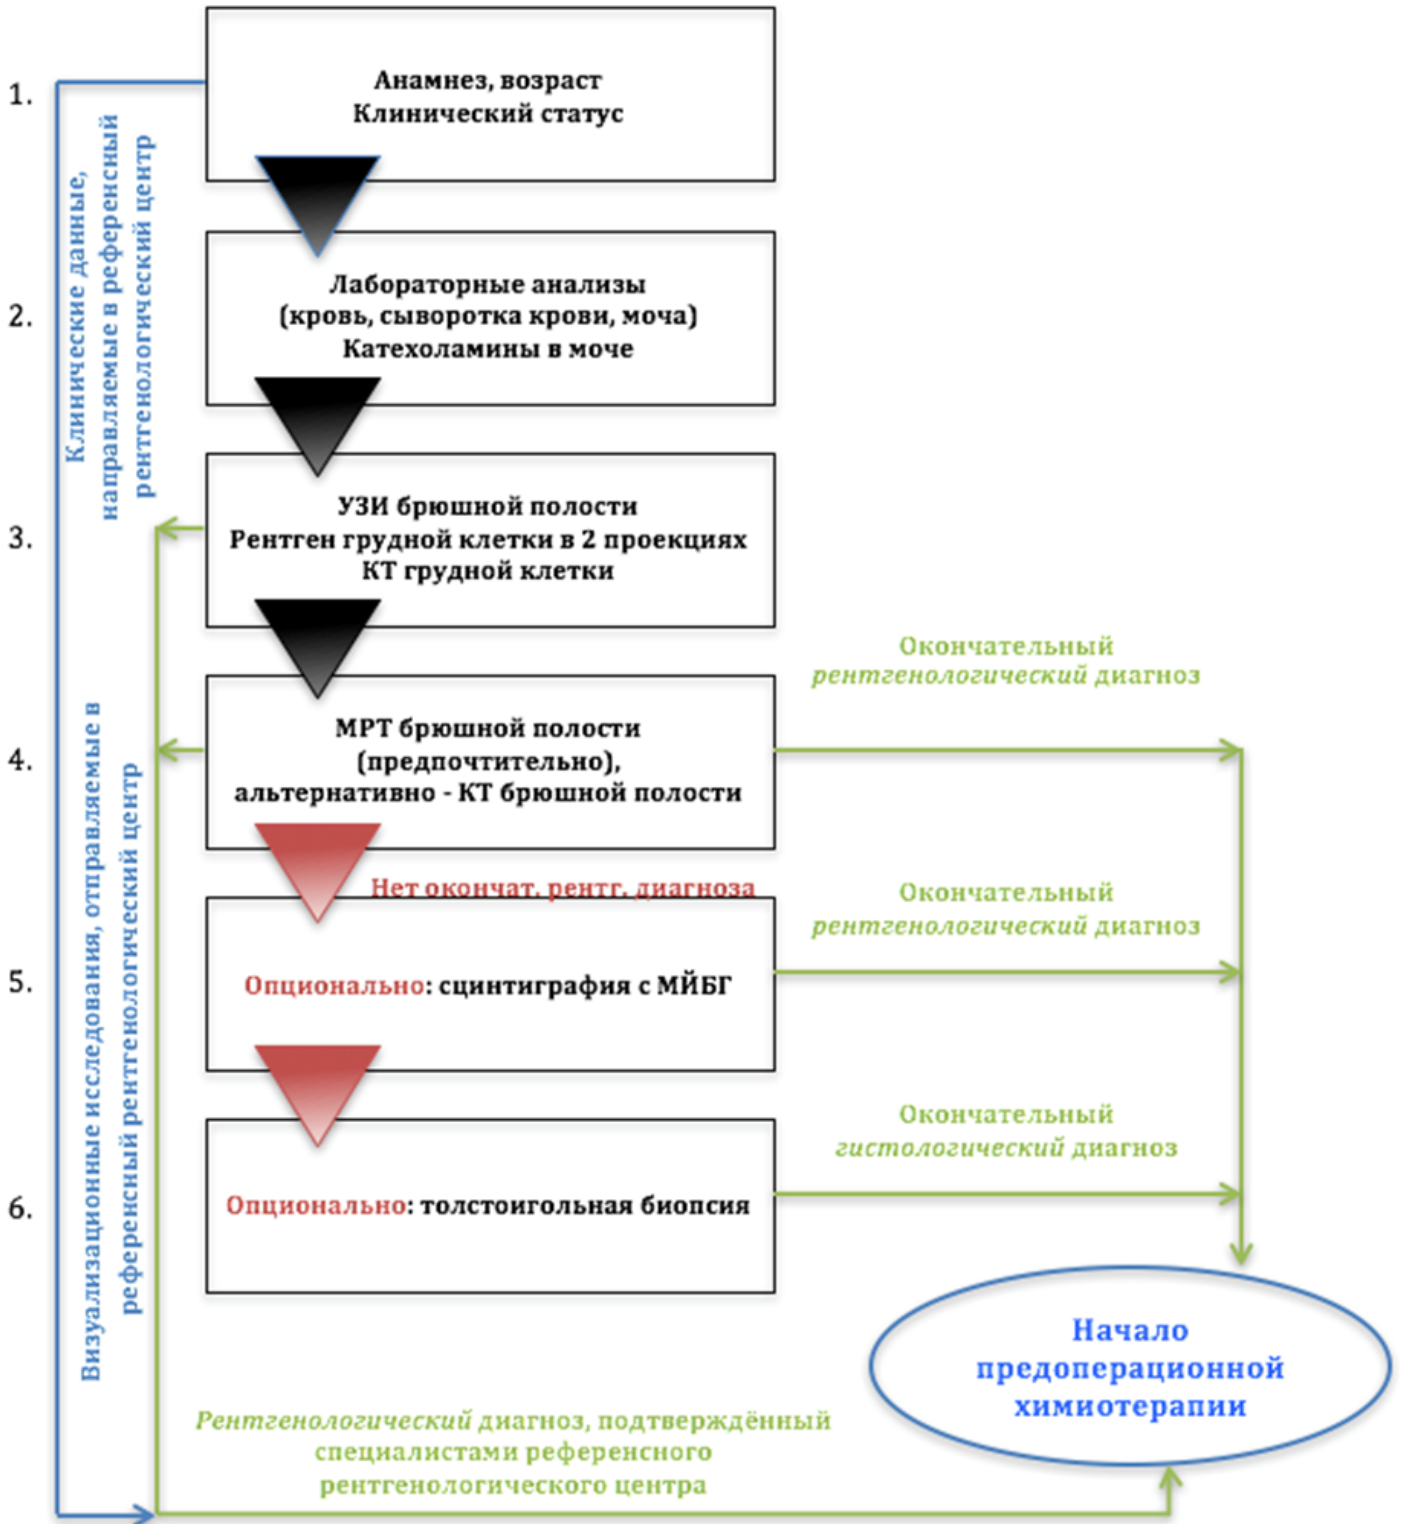 1.
Анамнез, возраст
Клинический статус
Клинические данные,
направляемые в референсный
рентгенологический центр
2.
Лабораторные анализы
(кровь, сыворотка крови, моча)
Катехоламины в моче
3.
УЗИ брюшной полости
Рентген грудной клетки в 2 проекциях
КТ грудной клетки
Окончательный
рентгенологический диагноз
4.
МРТ брюшной полости
(предпочтительно),
альтернативно - КТ брюшной полости
Визуализационные исследования, отправляемые в
референсный рентгенологический центр
Нет окончат. рентг. диагноза
Окончательный
рентгенологический диагноз
5.
Опционально: сцинтиграфия с МЙБГ
Окончательный
гистологический диагноз
6.
Опционально: толстоигольная биопсия
Начало
предоперационной
химиотерапии
Рентгенологический диагноз, подтверждённый
специалистами референсного
рентгенологического центра